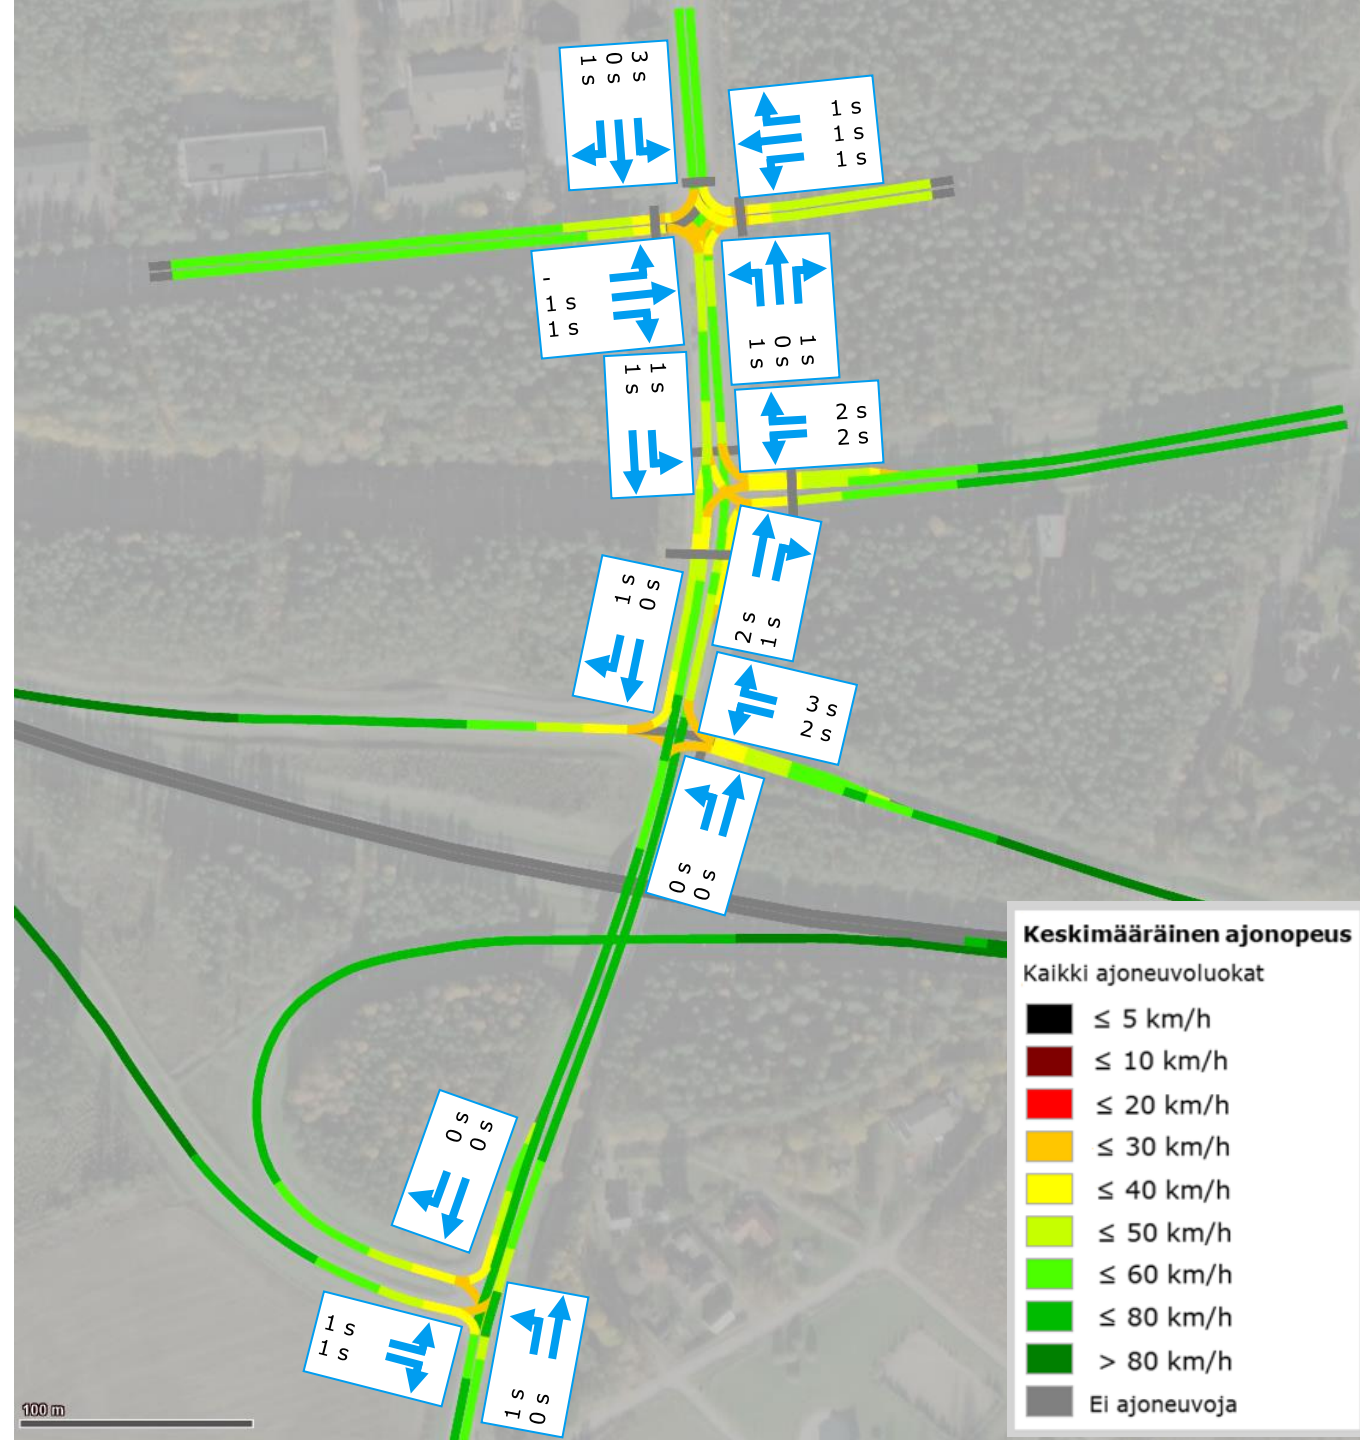 3 s
0 s
1 s
1 s
1 s
1 s
-
1 s
1 s
1 s
0 s
1 s
1 s
1 s
2 s
2 s
2 s
1 s
1 s
0 s
3 s
2 s
0 s
0 s
0 s
0 s
1 s
1 s
1 s
0 s
Keskimääräinen ajonopeus
Kaikki ajoneuvoluokat
≤ 5 km/h
≤ 10 km/h
≤ 20 km/h
≤ 30 km/h
≤ 40 km/h
≤ 50 km/h
≤ 60 km/h
≤ 80 km/h
> 80 km/h
Ei ajoneuvoja
100 m